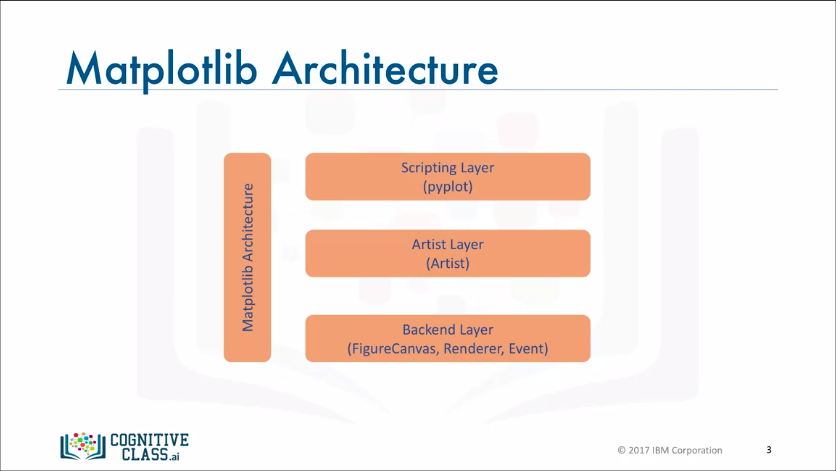 Matplotlib Architecture
Matplotlib Architecture
Scripting Layer
(pyplot)
Artist Layer
(Artist)
Backend Layer
(FigureCanvas, Renderer, Event)
COGNITIVE
CLASS.ai
© 2017 IBM Corporation
3